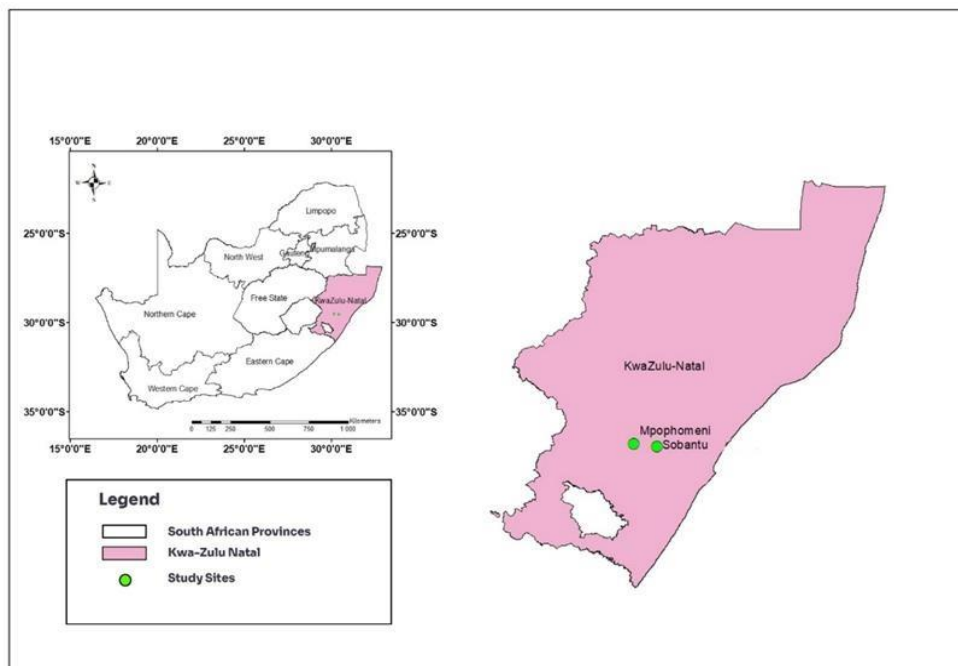 15°0'0"E 20°0'0"E 25°0'0"E 30°0'0"E
N
W E
S
25°0'0"S 25°0'0"S
30°0'0"S 30°0'0"S
35°0'0"S 35°0'0"S
Limpopo
North West
Gauteng
Mpumalanga
Free State
KwaZulu-Natal
Northern Cape
Eastern Cape
Western Cape
Kilometers
0 125 250 500 750 1 000
15°0'0"E 20°0'0"E 25°0'0"E 30°0'0"E
Legend
South African Provinces
Kwa-Zulu Natal
Study Sites
KwaZulu-Natal
Mpophomeni
Sobantu